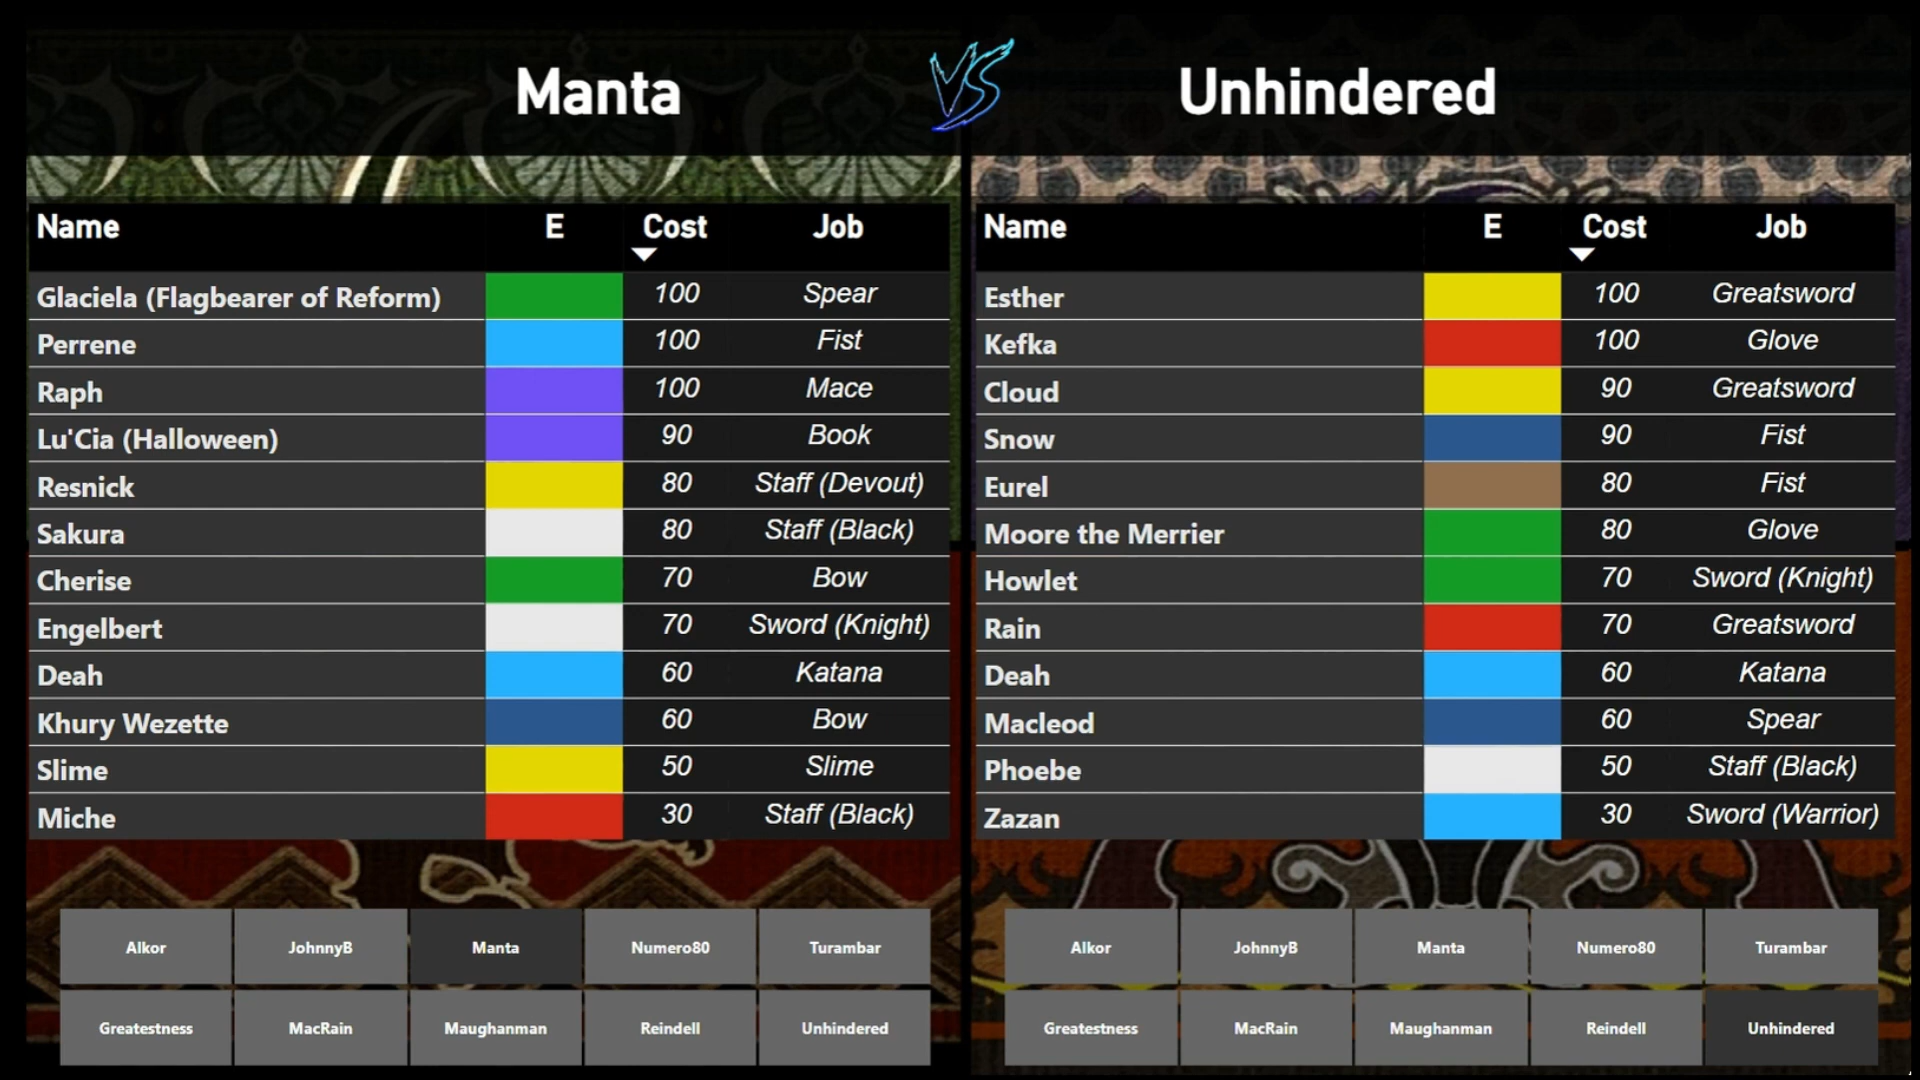 Manta VS Unhindered
Name E Cost Job
Glaciela (Flagbearer of Reform) 100 Spear
Perrene 100 Fist
Raph 100 Mace
Lu'Cia (Halloween) 90 Book
Resnick 80 Staff (Devout)
Sakura 80 Staff (Black)
Cherise 70 Bow
Engelbert 70 Sword (Knight)
Deah 60 Katana
Khury Wezette 60 Bow
Slime 50 Slime
Miche 30 Staff (Black)
Name E Cost Job
Esther 100 Greatsword
Kefka 100 Glove
Cloud 90 Greatsword
Snow 90 Fist
Eurel 80 Fist
Moore the Merrier 80 Glove
Howlet 70 Sword (Knight)
Rain 70 Greatsword
Deah 60 Katana
Macleod 60 Spear
Phoebe 50 Staff (Black)
Zazan 30 Sword (Warrior)
Alkor JohnnyB Manta Numero80 Turambar
Greatestness MacRain Maughanman Reindell Unhindered
Alkor JohnnyB Manta Numero80 Turambar
Greatestness MacRain Maughanman Reindell Unhindered